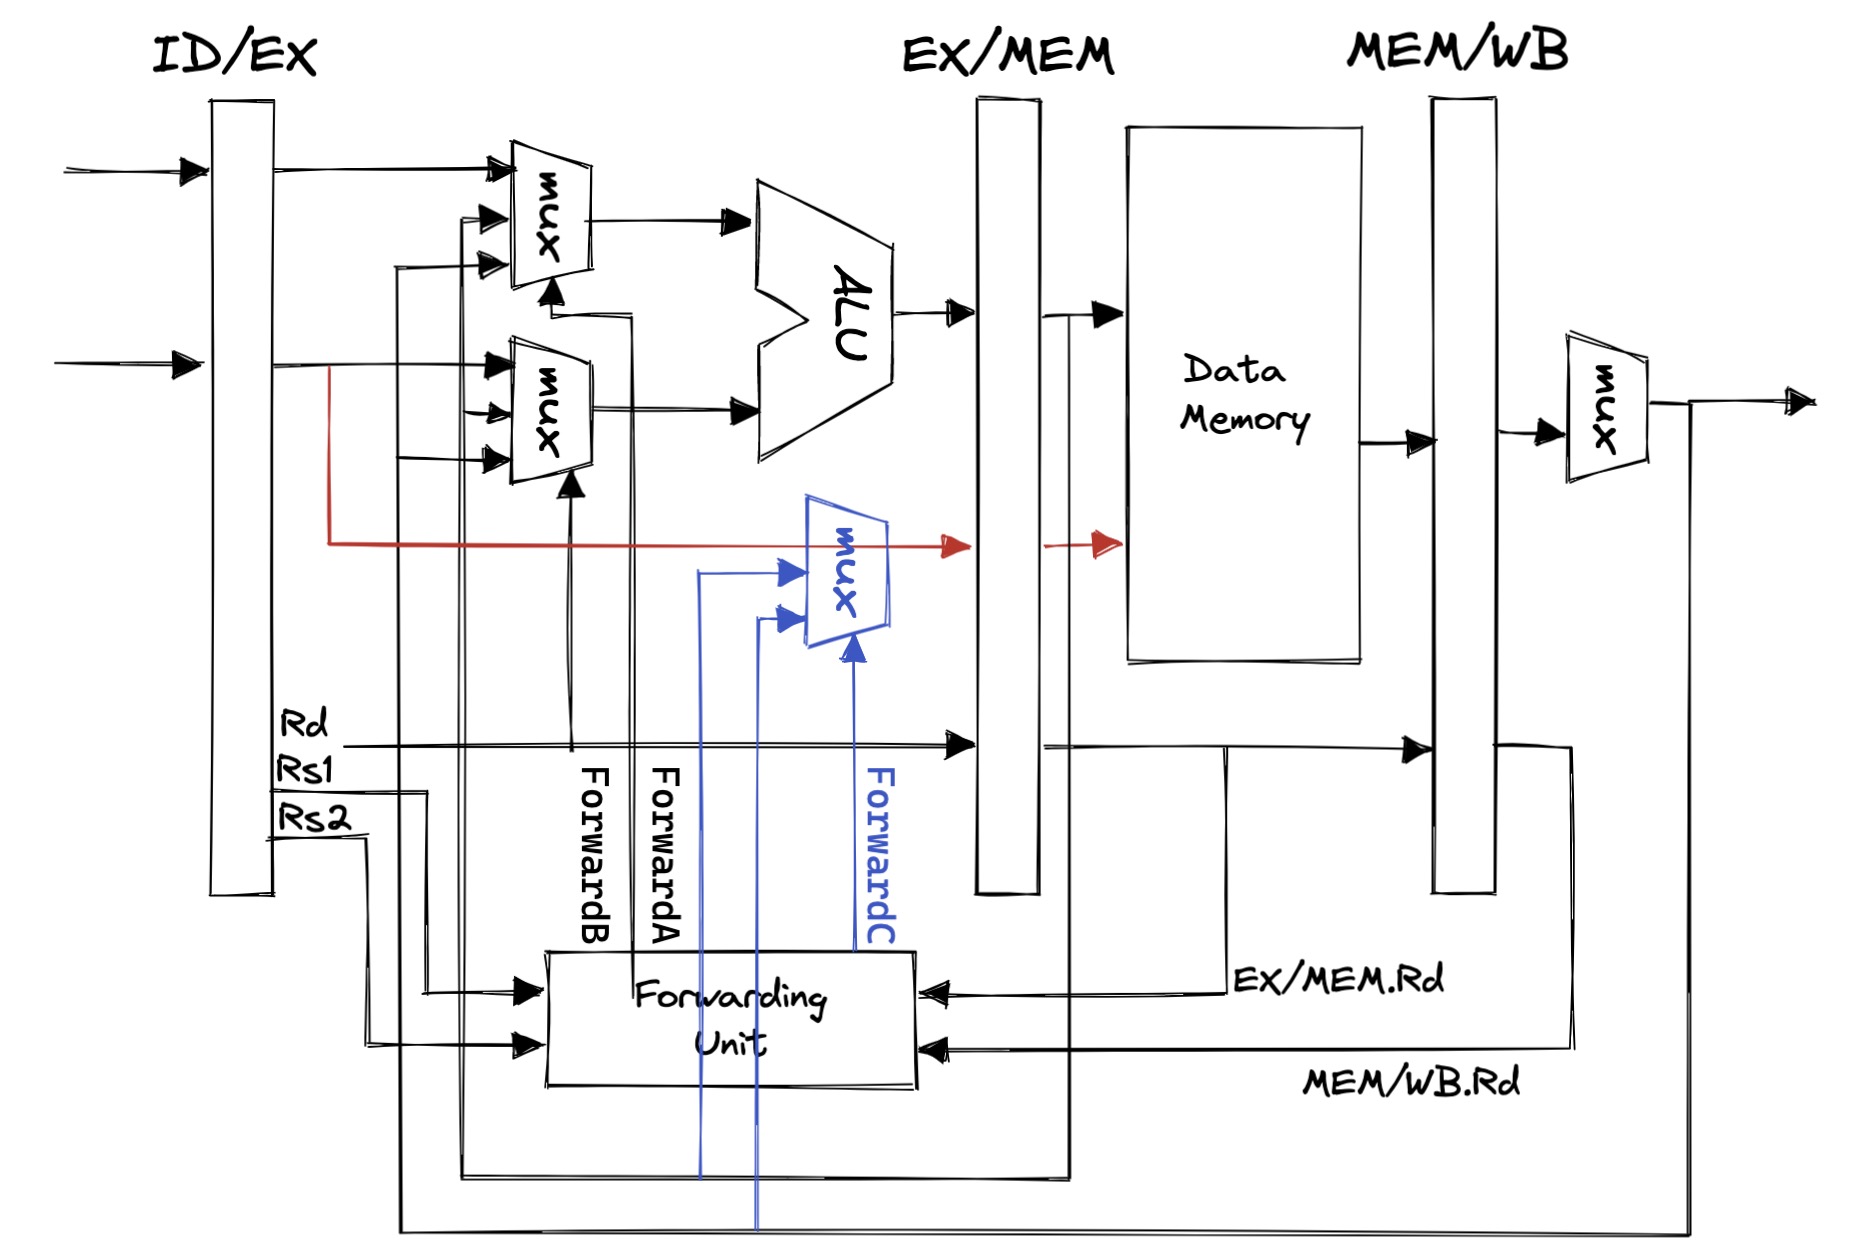 ID/EX
EX/MEM
MEM/WB
mux
mux
ALU
Data
Memory
mux
mux
Rd
Rs1
Rs2
ForwardB
ForwardA
ForwardC
Forwarding
Unit
EX/MEM.Rd
MEM/WB.Rd